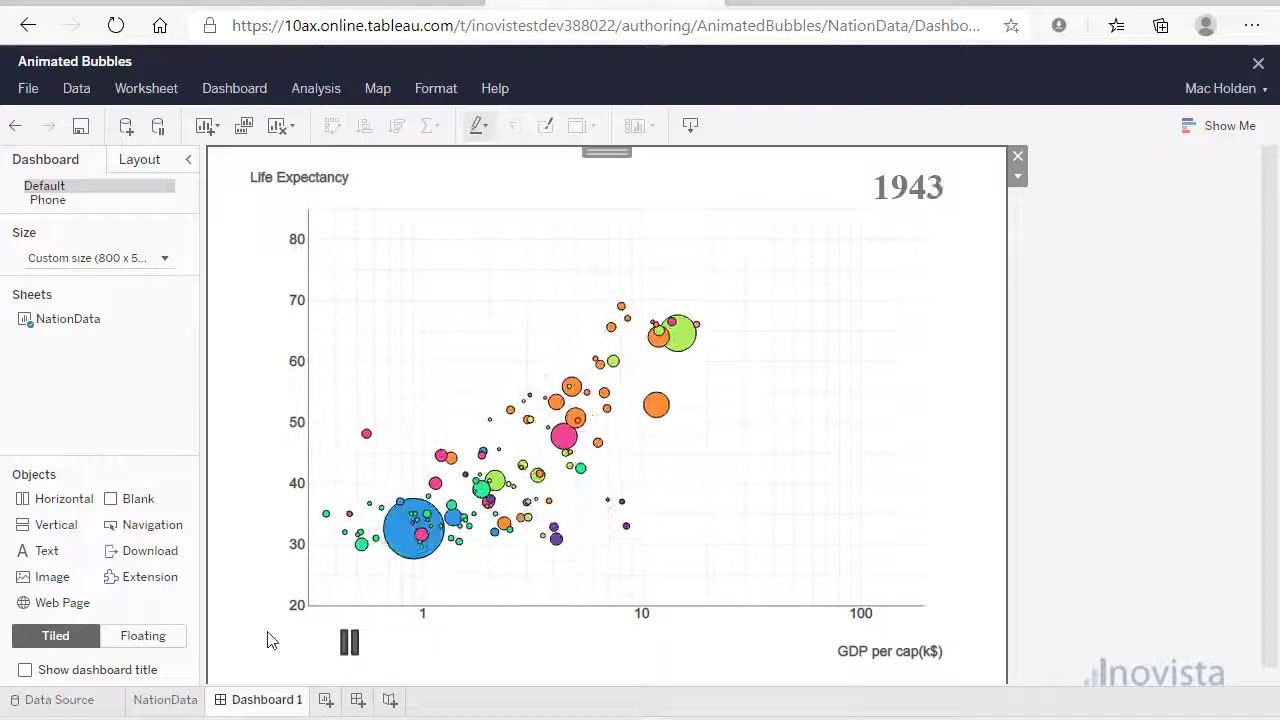 https://10ax.online.tableau.com/t/inovistestdev388022/authoring/AnimatedBubbles/NationData/Dashbo...
Animated Bubbles
File Data Worksheet Dashboard Analysis Map Format Help
Mac Holden
Show Me
Dashboard Layout
Default
Phone
Size
Custom size (800 x 5...
Sheets
NationData
Objects
Horizontal Blank
Vertical Navigation
Text Download
Image Extension
Web Page
Tiled Floating
Show dashboard title
Life Expectancy
1943
80
70
60
50
40
30
20
1 10 100
GDP per cap(k$)
Inovista
Data Source NationData Dashboard 1